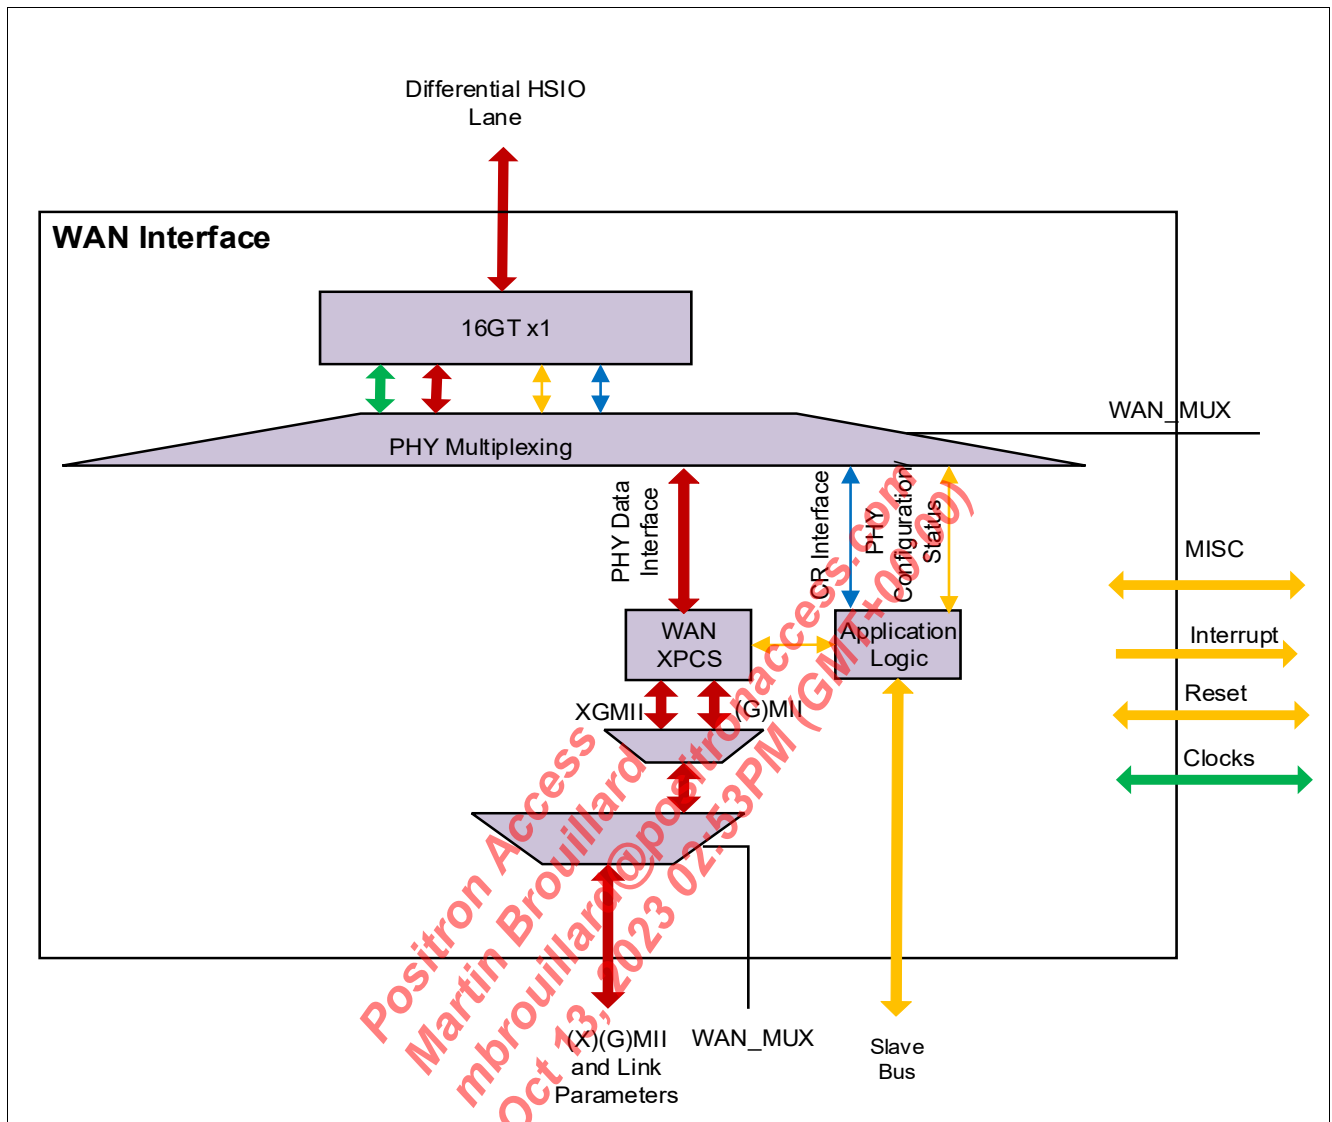 Differential HSIO
Lane
WAN Interface
16GT x1
WAN_MUX
PHY Multiplexing
PHY Data
Interface
CR Interface
PHY
Configuration/
Status
MISC
WAN
XPCS
Application
Logic
Interrupt
Reset
XGMII
(G)MII
Clocks
(X)(G)MII
and Link
Parameters
WAN_MUX
Slave
Bus
Positron Access
Martin Brouillard
mbrouillard@positronaccess.com
Oct 13, 2023 02:53PM (GMT+00:00)